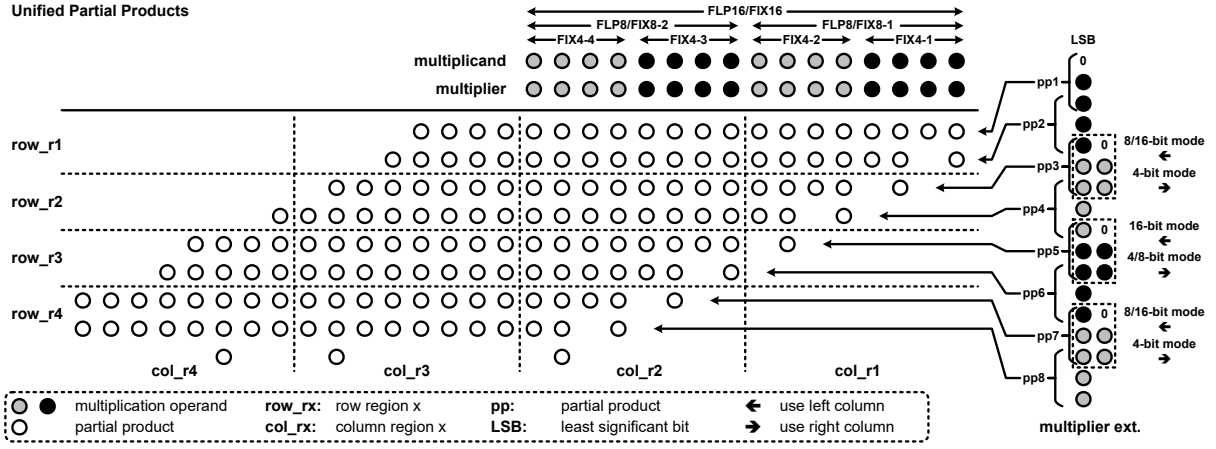 Unified Partial Products
FLP16/FIX16
FLP8/FIX8-2 FLP8/FIX8-1
FIX4-4 FIX4-3 FIX4-2 FIX4-1
LSB
multiplicand
0
multiplier
pp1
row_r1
pp2
0 8/16-bit mode
pp3
4-bit mode
row_r2
pp4
0 16-bit mode
row_r3
pp5
4/8-bit mode
pp6
row_r4
0 8/16-bit mode
pp7
4-bit mode
col_r4 col_r3 col_r2 col_r1
pp8
multiplication operand row_rx: row region x pp: partial product use left column
partial product col_rx: column region x LSB: least significant bit use right column
multiplier ext.